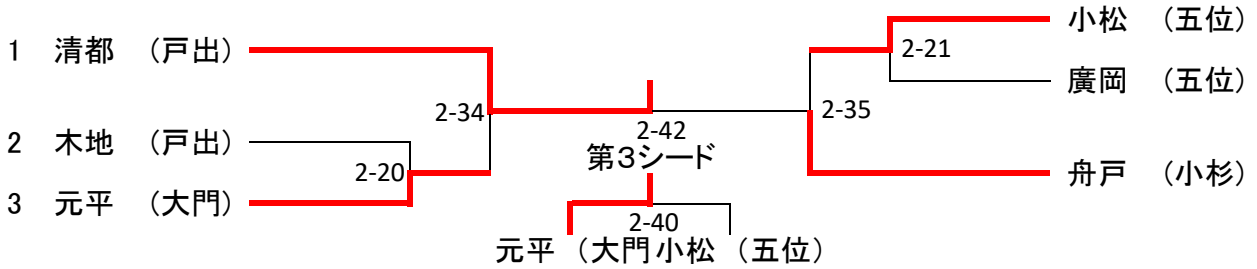 小松 （五位）
1 清都 （戸出）
2-21
廣岡 （五位）
2-34
2-35
2-42
2 木地 （戸出）
第3シード
2-20
舟戸 （小杉）
3 元平 （大門）
2-40
元平 （大門小松 （五位）